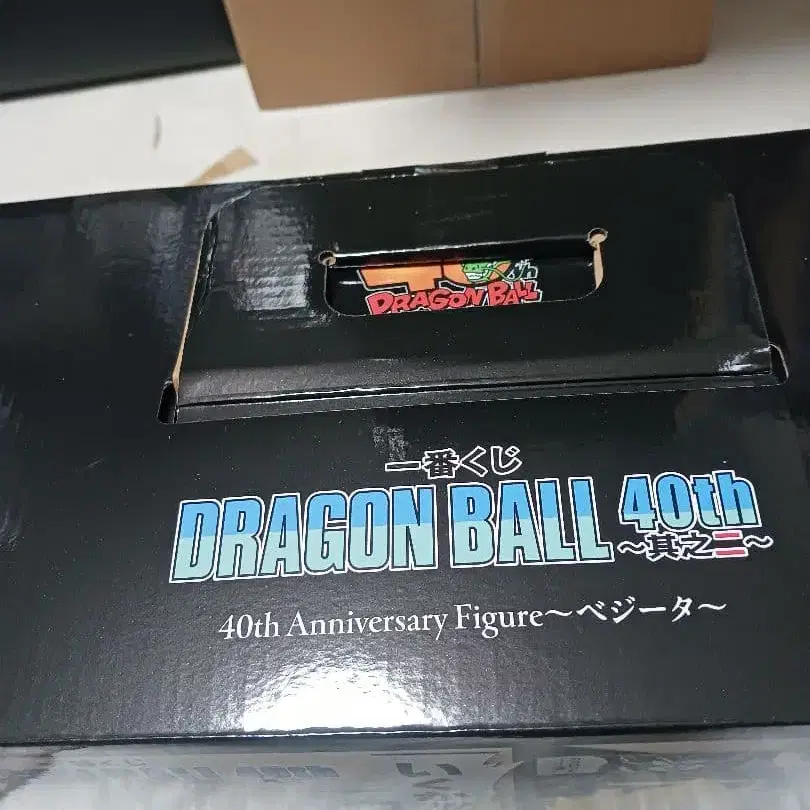 DRAGON BALL
一番くじ
DRAGON BALL 40th
～其之二～
40th Anniversary Figure～ベジータ～
い